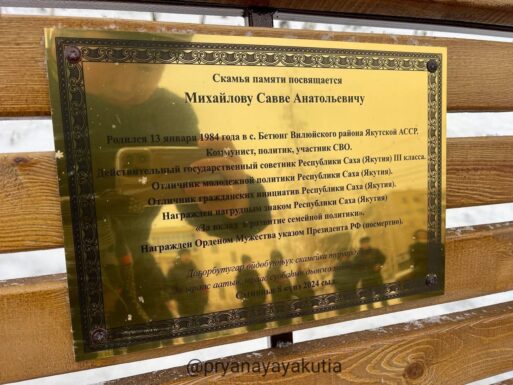 Скамья памяти посвящается
Михайлову Савве Анатольевичу
Родился 13 января 1984 года в с. Бетюнг Вилюйского района Якутской АССР.
Коммунист, политик, участник СВО.
Действительный государственный советник Республики Саха (Якутия) III класса.
Отличник молодежной политики Республики Саха (Якутия).
Отличник гражданских инициатив Республики Саха (Якутия).
Награжден нагрудным знаком Республики Саха (Якутия)
«За вклад в развитие семейной политики».
Награжден Орденом Мужества указом Президента РФ (посмертно).
скамейка
2024 сыл
@pryanayayakutia